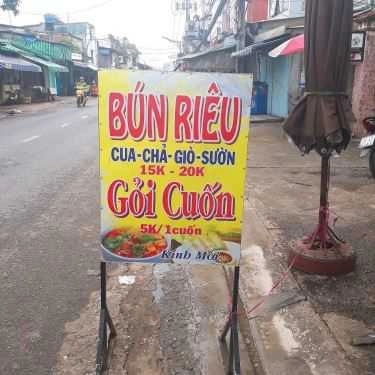 BÚN RIÊU
CUA-CHẢ-GIÒ-SƯỜN
15K - 20K
Gỏi Cuốn
5K/1cuốn
Kính Mời